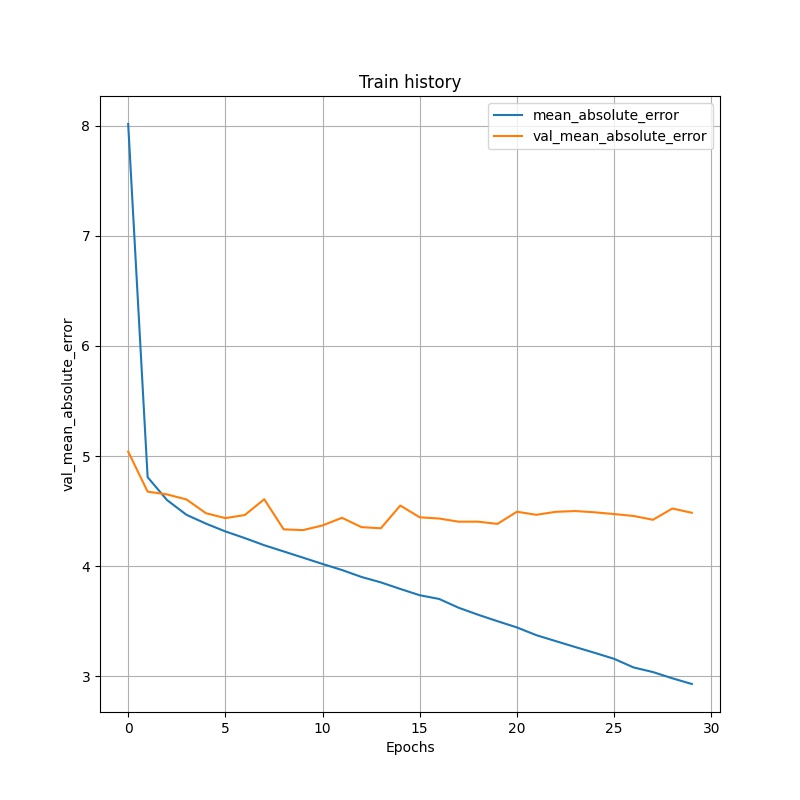 Train history
mean_absolute_error
val_mean_absolute_error
8
7
6
5
4
3
val_mean_absolute_error
0 5 10 15 20 25 30
Epochs